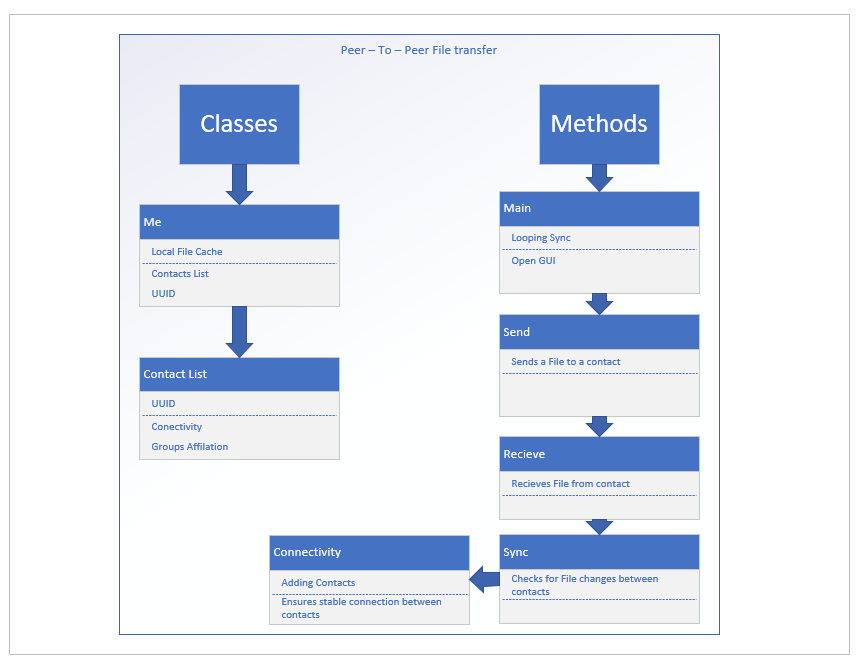 Peer – To – Peer File transfer
Classes
Me
Local File Cache
Contacts List
UUID
Contact List
UUID
Conectivity
Groups Affilation
Methods
Main
Looping Sync
Open GUI
Send
Sends a File to a contact
Recieve
Recieves File from contact
Sync
Checks for File changes between
contacts
Connectivity
Adding Contacts
Ensures stable connection between
contacts